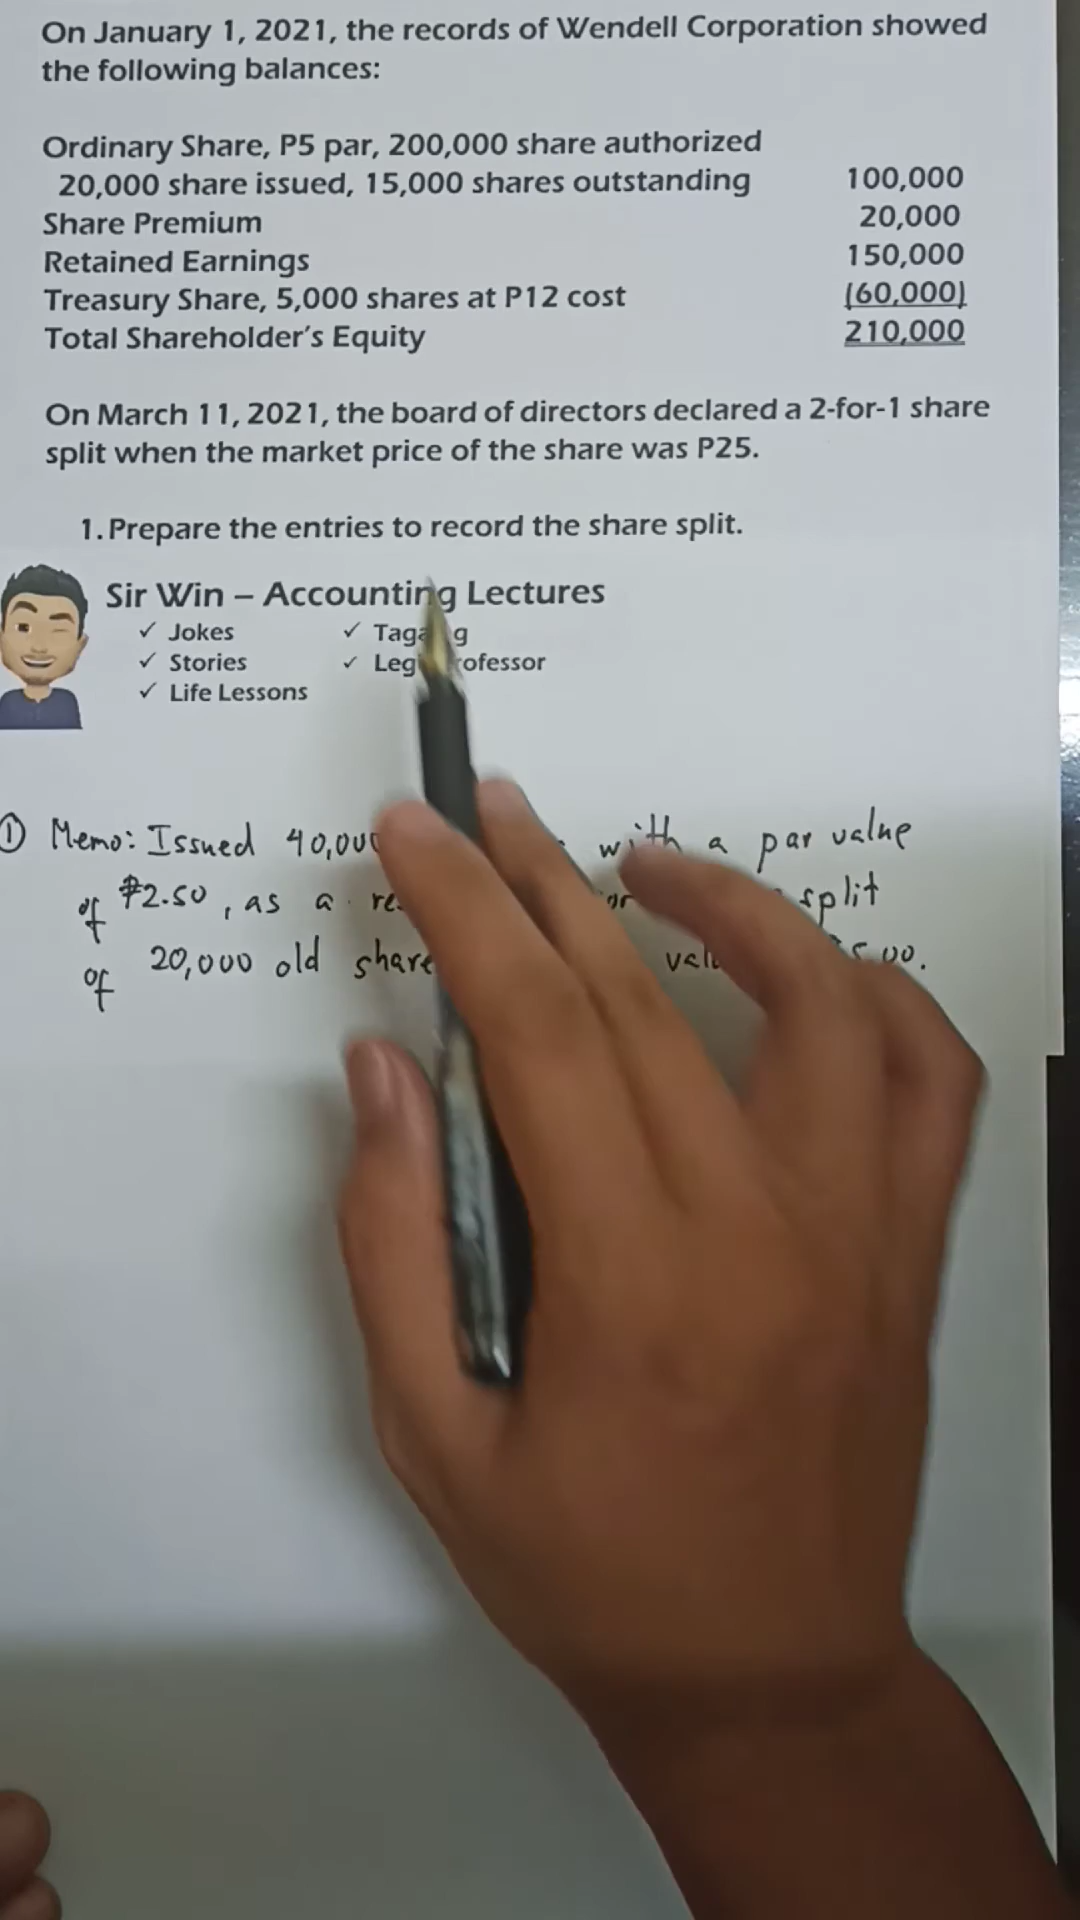 On January 1, 2021, the records of Wendell Corporation showed
the following balances:
Ordinary Share, P5 par, 200,000 share authorized
20,000 share issued, 15,000 shares outstanding 100,000
Share Premium 20,000
Retained Earnings 150,000
Treasury Share, 5,000 shares at P12 cost (60,000)
Total Shareholder's Equity 210,000
On March 11, 2021, the board of directors declared a 2-for-1 share
split when the market price of the share was P25.
1. Prepare the entries to record the share split.
Sir Win – Accounting Lectures
✓ Jokes ✓
✓ Stories ✓
✓ Life Lessons
① Memo: Issued with a par value
of ₱2.50, as a split
of 20,000 old